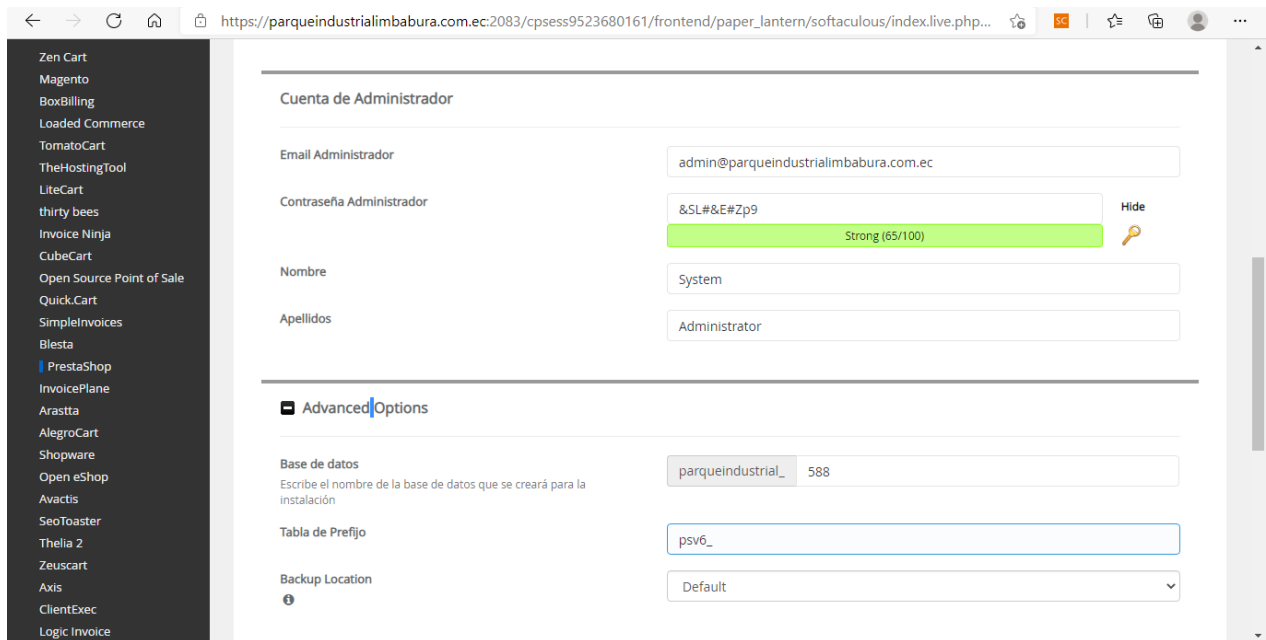 https://parqueindustrialimbabura.com.ec:2083/cpsess9523680161/frontend/paper_lantern/softaculous/index.live.php...
SC
Zen Cart
Magento
BoxBilling
Loaded Commerce
TomatoCart
TheHostingTool
LiteCart
thirty bees
Invoice Ninja
CubeCart
Open Source Point of Sale
Quick.Cart
SimpleInvoices
Blesta
PrestaShop
InvoicePlane
Arastta
AlegroCart
Shopware
Open eShop
Avactis
SeoToaster
Thelia 2
Zeuscart
Axis
ClientExec
Logic Invoice
Cuenta de Administrador
Email Administrador
admin@parqueindustrialimbabura.com.ec
Contraseña Administrador
&SL#&E#Zp9
Hide
Strong (65/100)
Nombre
System
Apellidos
Administrator
Advanced Options
Base de datos
Escribe el nombre de la base de datos que se creará para la
instalación
parqueindustrial_ 588
Tabla de Prefijo
psv6_
Backup Location
Default